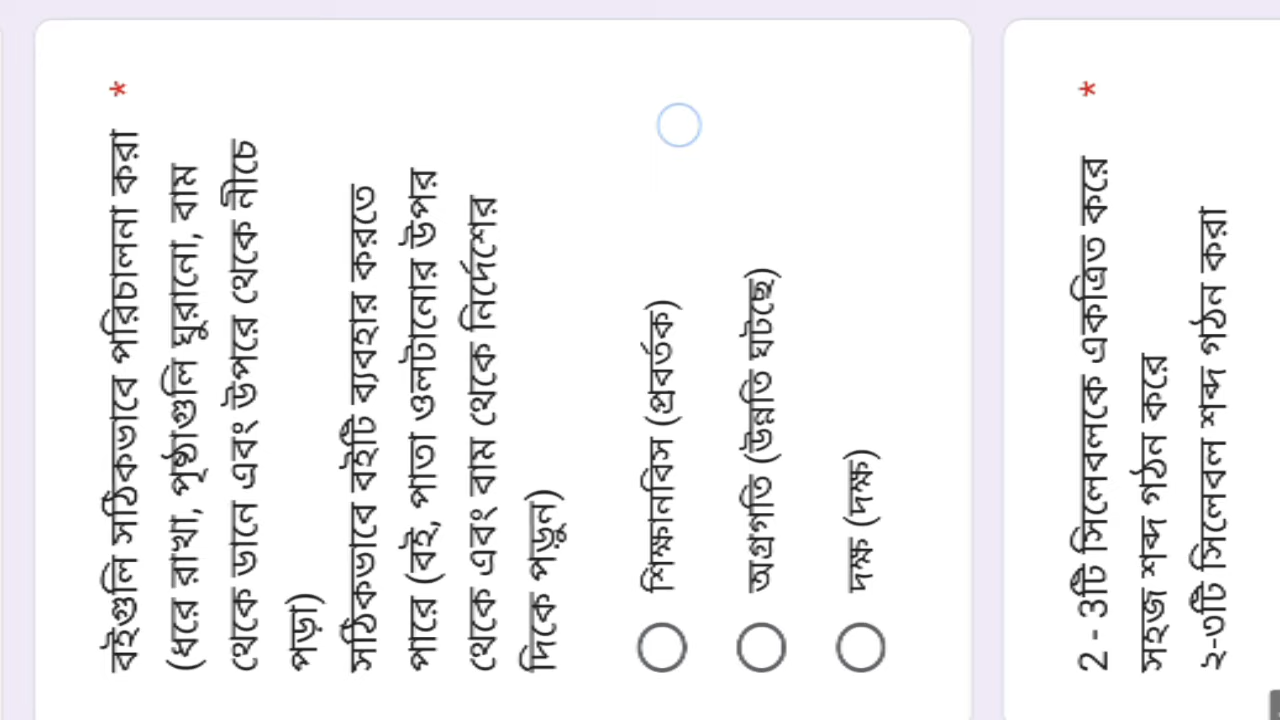 বইগুলি সঠিকভাবে পরিচালনা করা *
(ধরে রাখা, পৃষ্ঠাগুলি ঘুরানো, বাম
থেকে ডানে এবং উপরে থেকে নীচে
পড়া)
সঠিকভাবে বইটি ব্যবহার করতে
পারে (বই, পাতা ওলটানোর উপর
থেকে এবং বাম থেকে নির্দেশের
দিকে পড়ুন)
শিক্ষানবিস (প্রবর্তক)
অগ্রগতি (উন্নতি ঘটছে)
দক্ষ (দক্ষ)
2 - 3টি সিলেবলকে একত্রিত করে *
সহজ শব্দ গঠন করে
২-৩টি সিলেবল শব্দ গঠন করা